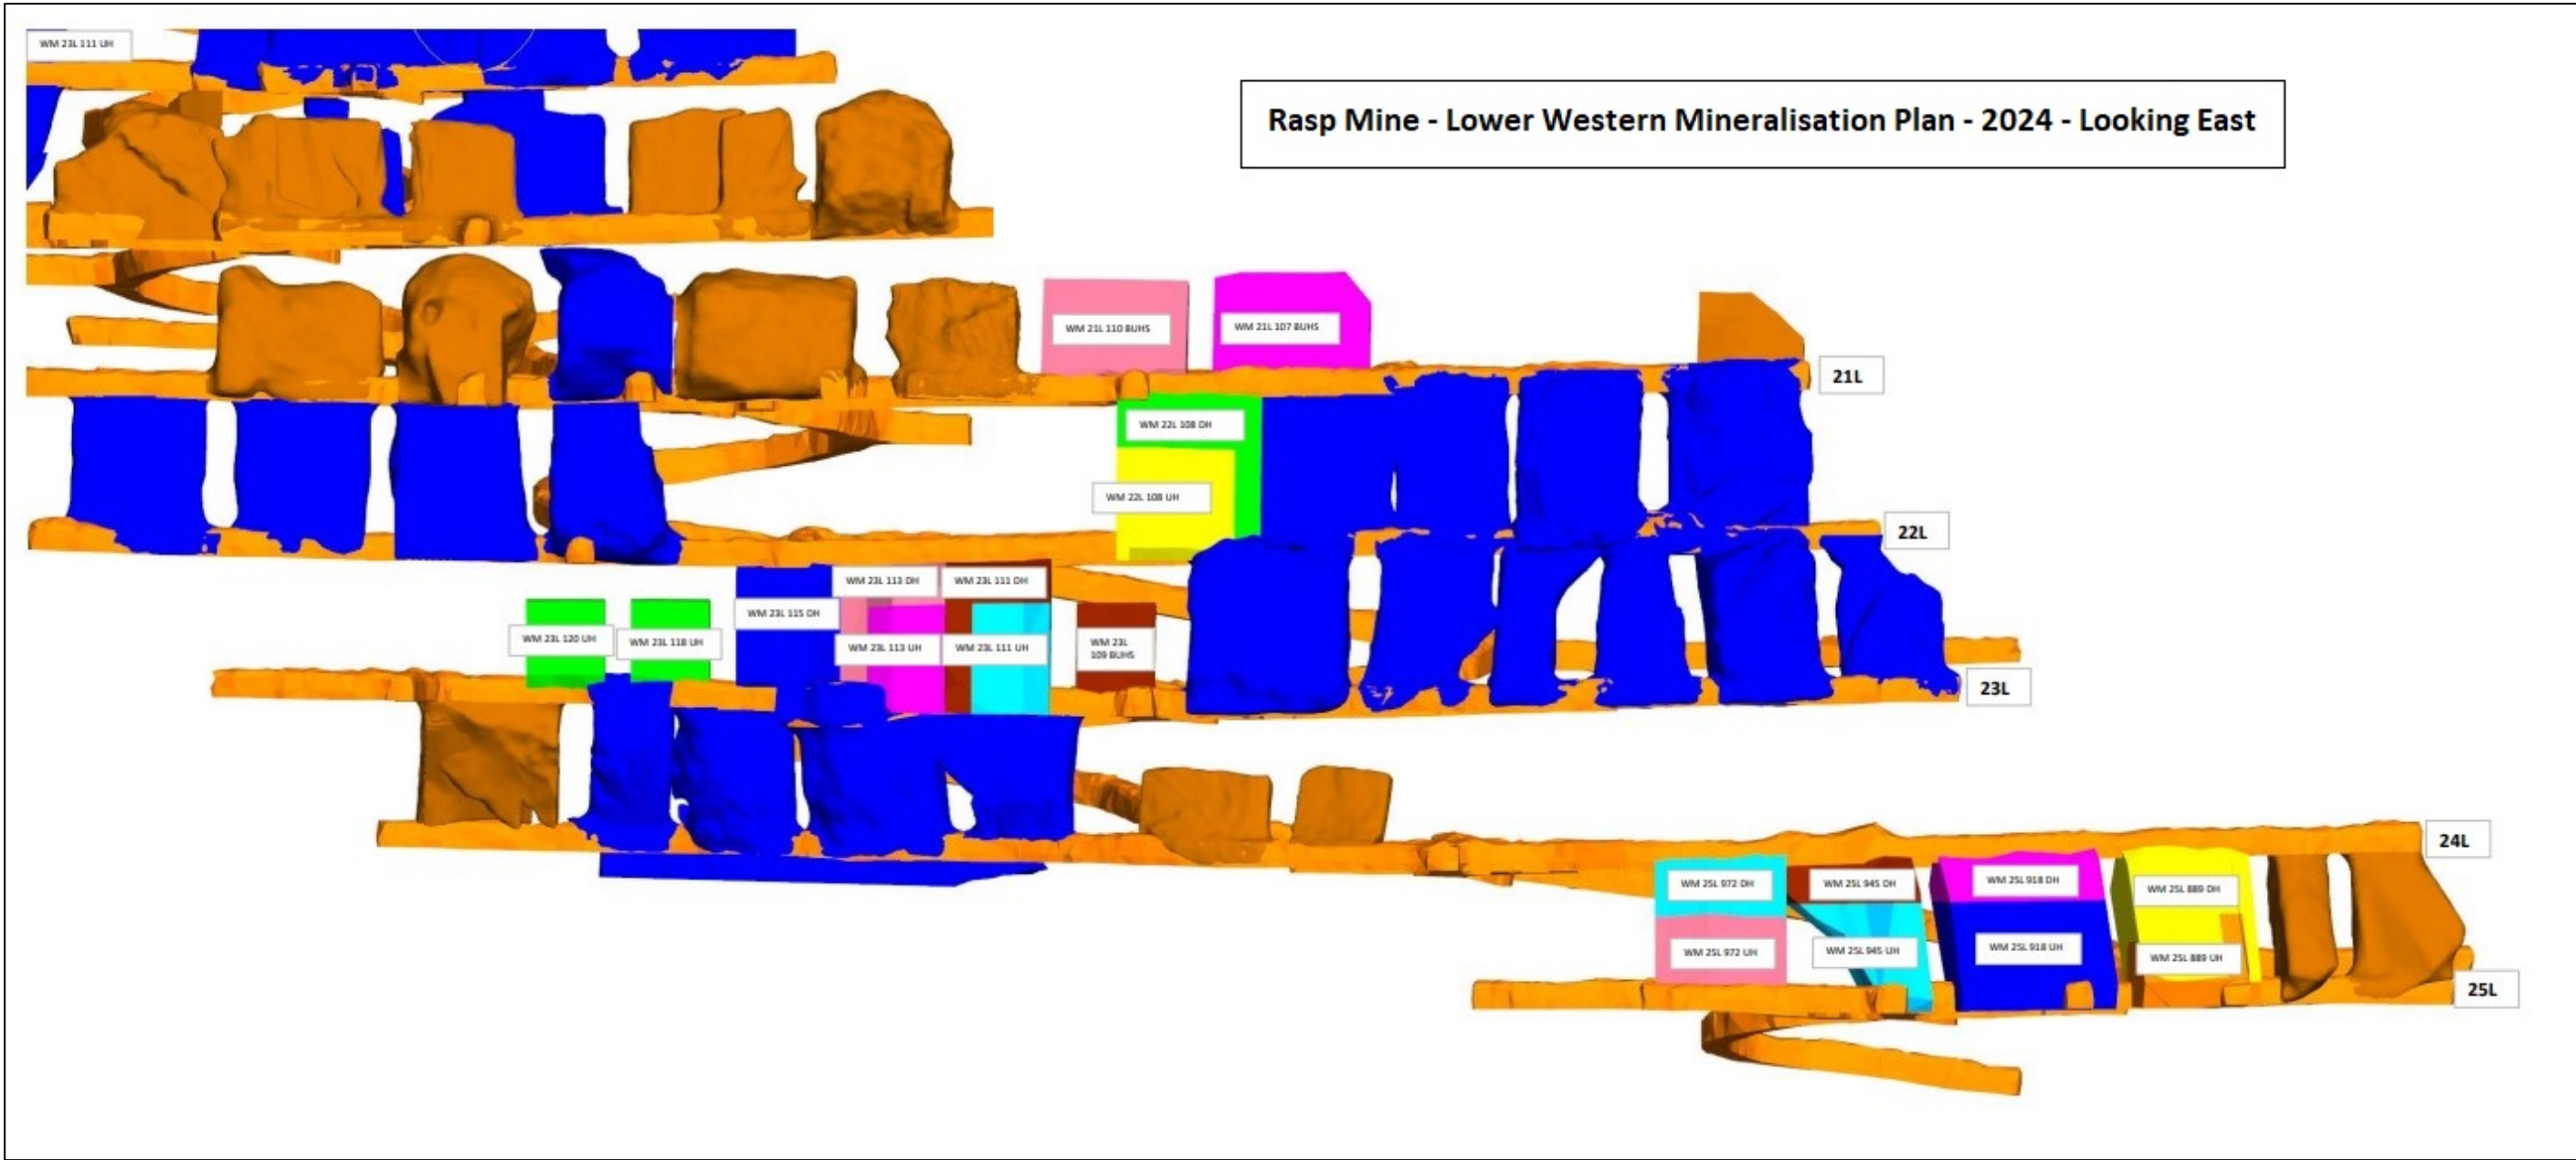 WM 23L 111 UH
Rasp Mine - Lower Western Mineralisation Plan - 2024 - Looking East
WM 21L 110 BUHS
WM 21L 107 BUHS
21L
WM 22L 108 DH
WM 22L 108 UH
22L
WM 23L 113 DH
WM 23L 111 DH
WM 23L 115 DH
WM 23L 120 UH
WM 23L 118 UH
WM 23L 113 UH
WM 23L 111 UH
WM 23L
109 BUHS
23L
24L
WM 25L 972 DH
WM 25L 945 DH
WM 25L 918 DH
WM 25L 889 DH
WM 25L 972 UH
WM 25L 945 UH
WM 25L 918 UH
WM 25L 889 UH
25L